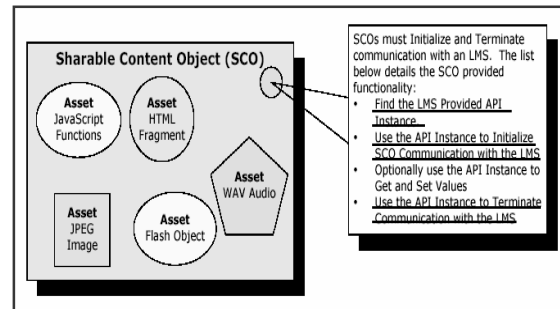 Sharable Content Object (SCO)
Asset
JavaScript
Functions
Asset
HTML
Fragment
Asset
WAV Audio
Asset
JPEG
Image
Asset
Flash Object
SCOs must Initialize and Terminate
communication with an LMS. The list
below details the SCO provided
functionality:
• Find the LMS Provided API
Instance
• Use the API Instance to Initialize
SCO Communication with the LMS
• Optionally use the API Instance to
Get and Set Values
• Use the API Instance to Terminate
Communication with the LMS